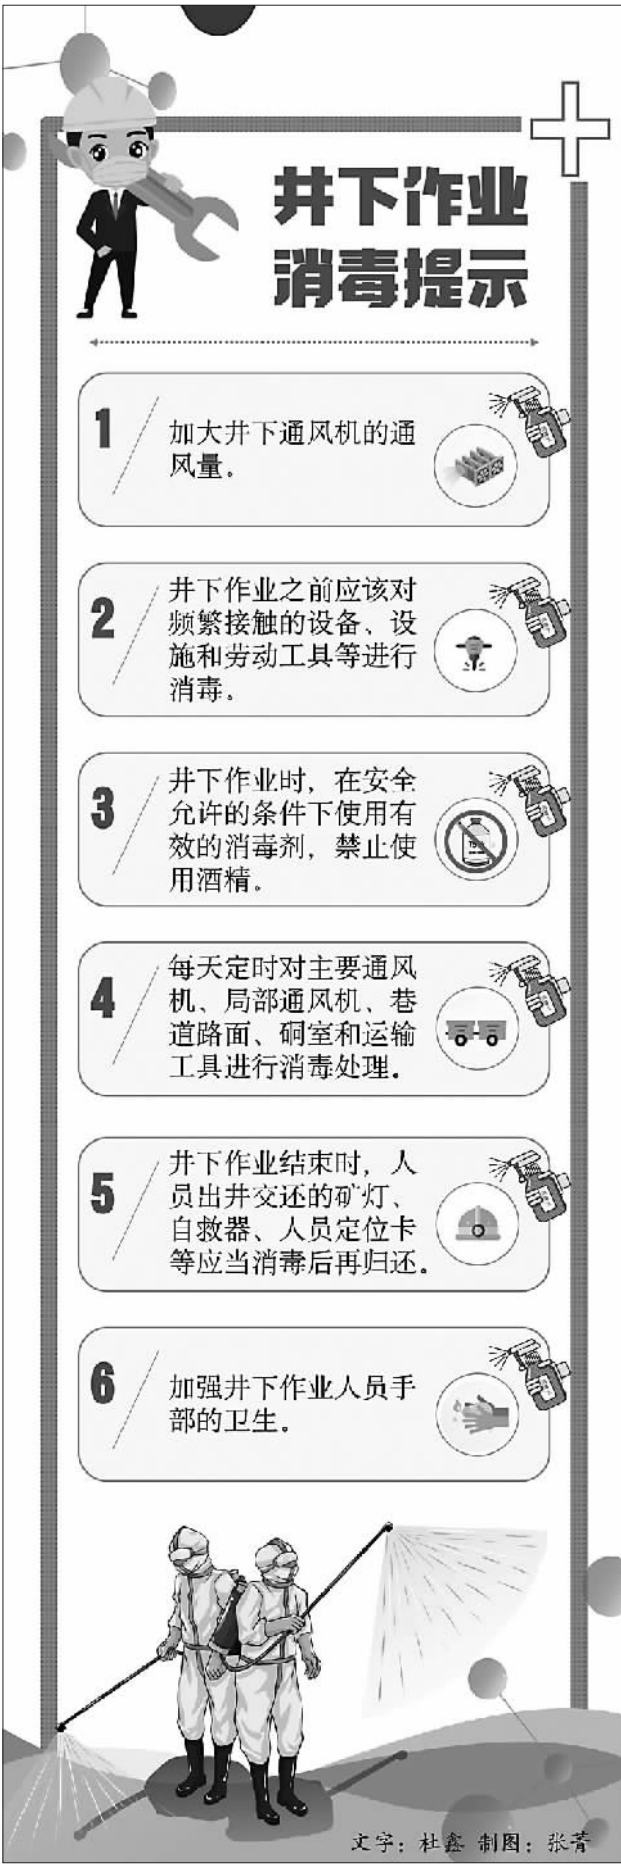 井下作业
消毒提示
1
加大井下通风机的通
风量。
2
井下作业之前应该对
频繁接触的设备、设
施和劳动工具等进行
消毒。
3
井下作业时，在安全
允许的条件下使用有
效的消毒剂，禁止使
用酒精。
4
每天定时对主要通风
机、局部通风机、巷
道路面、硐室和运输
工具进行消毒处理。
5
井下作业结束时，人
员出井交还的矿灯、
自救器、人员定位卡
等应当消毒后再归还。
6
加强井下作业人员手
部的卫生。
文字：杜鑫 制图：张菁